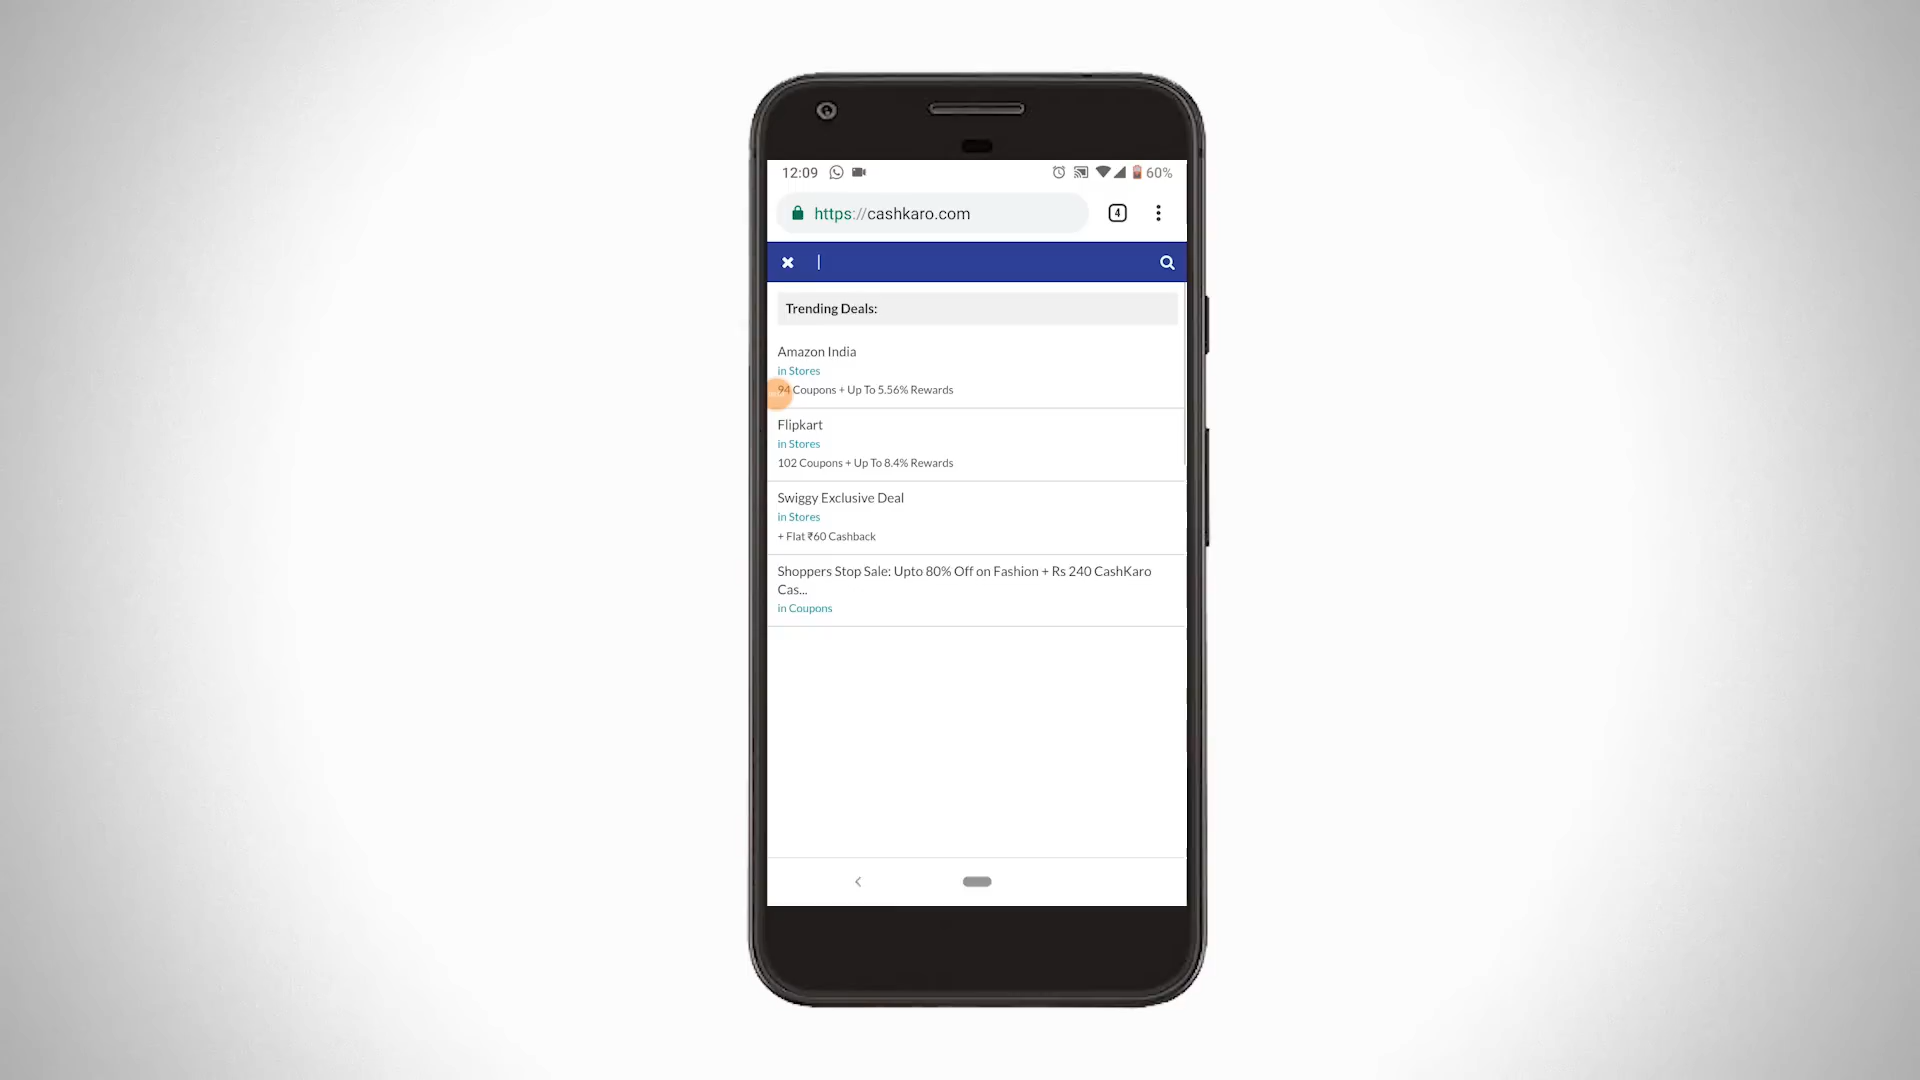 12:09
60%
https://cashkaro.com
4
Trending Deals:
Amazon India
in Stores
94 Coupons + Up To 5.56% Rewards
Flipkart
in Stores
102 Coupons + Up To 8.4% Rewards
Swiggy Exclusive Deal
in Stores
+ Flat ₹60 Cashback
Shoppers Stop Sale: Upto 80% Off on Fashion + Rs 240 CashKaro
Cas...
in Coupons